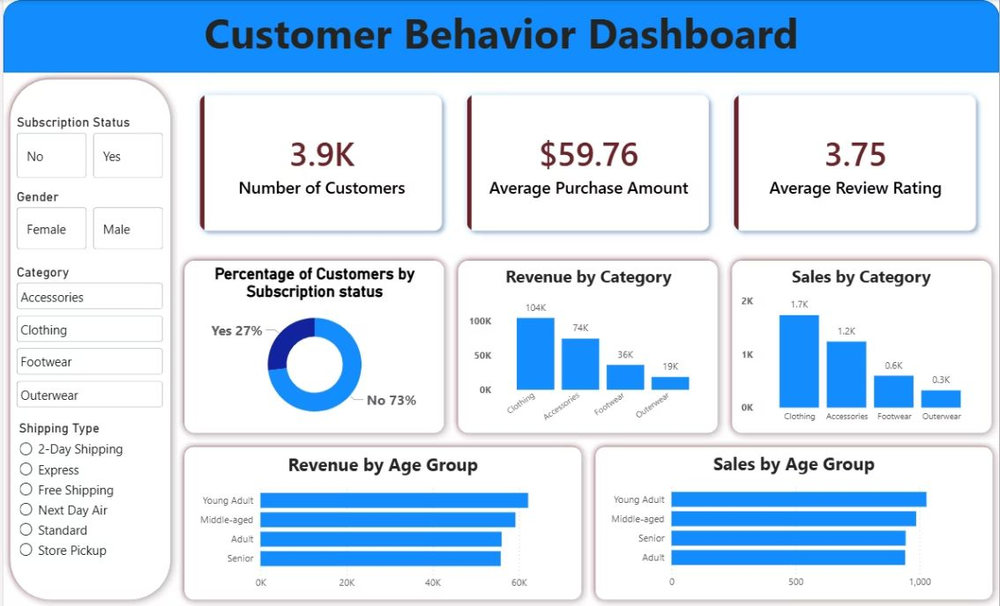 Customer Behavior Dashboard
Subscription Status
No
Yes
Gender
Female
Male
Category
Accessories
Clothing
Footwear
Outerwear
Shipping Type
2-Day Shipping
Express
Free Shipping
Next Day Air
Standard
Store Pickup
3.9K
Number of Customers
$59.76
Average Purchase Amount
3.75
Average Review Rating
Percentage of Customers by
Subscription status
Yes 27%
No 73%
Revenue by Category
100K
50K
0K
104K
74K
36K
19K
Clothing
Accessories
Footwear
Outerwear
Sales by Category
2K
1K
0K
1.7K
1.2K
0.6K
0.3K
Clothing
Accessories
Footwear
Outerwear
Revenue by Age Group
Young Adult
Middle-aged
Adult
Senior
0K
20K
40K
60K
Sales by Age Group
Young Adult
Middle-aged
Senior
Adult
0
500
1,000